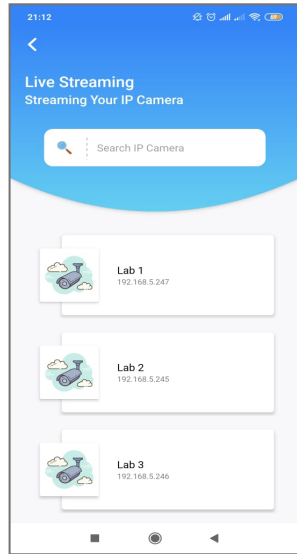 21:12
Live Streaming
Streaming Your IP Camera
Search IP Camera
Lab 1
192.168.5.247
Lab 2
192.168.5.245
Lab 3
192.168.5.246